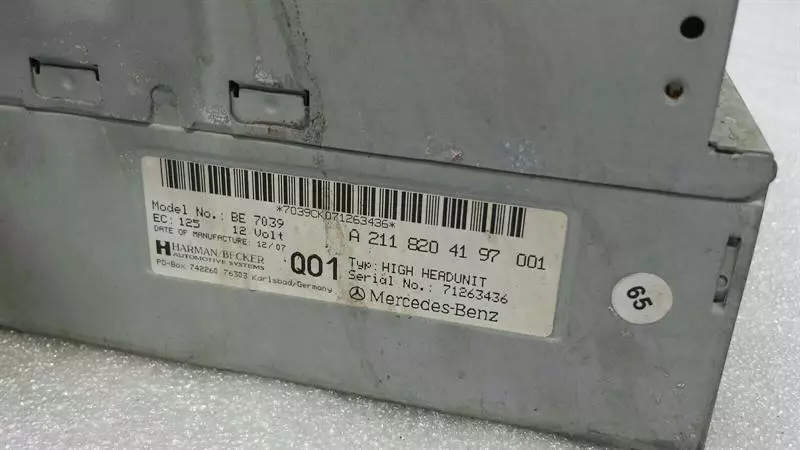 *7039CK071263436*
Model No.: BE 7039
EC: 125 12 Volt
DATE OF MANUFACTURE: 12/07
HARMAN/BECKER
AUTOMOTIVE SYSTEMS
PO-Box 742260 76303 Karlsbad/Germany
Q01
A 211 820 41 97 001
Typ: HIGH HEADUNIT
Serial No.: 71263436
Mercedes-Benz
65